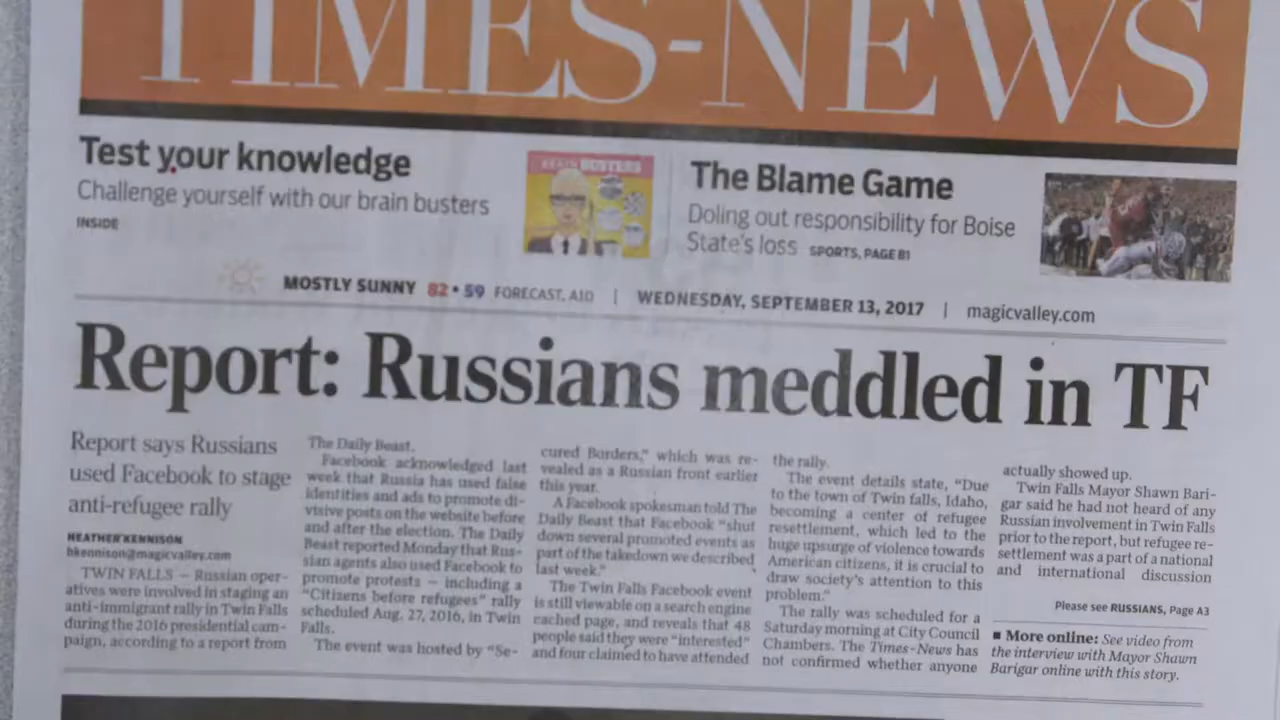 TIMES-NEWS
Test your knowledge
Challenge yourself with our brain busters
INSIDE
BRAIN BUSTERS
The Blame Game
Doling out responsibility for Boise
State's loss SPORTS, PAGE B1
MOSTLY SUNNY 82 • 59 FORECAST, A10 | WEDNESDAY, SEPTEMBER 13, 2017 | magicvalley.com
Report: Russians meddled in TF
Report says Russians
used Facebook to stage
anti-refugee rally
HEATHER KENNISON
hkennison@magicvalley.com
TWIN FALLS — Russian oper-
atives were involved in staging an
anti-immigrant rally in Twin Falls
during the 2016 presidential cam-
paign, according to a report from
The Daily Beast.
Facebook acknowledged last
week that Russia has used false
identities and ads to promote di-
visive posts on the website before
and after the election. The Daily
Beast reported Monday that Rus-
sian agents also used Facebook to
promote protests — including a
"Citizens before refugees" rally
scheduled Aug. 27, 2016, in Twin
Falls.
The event was hosted by "Se-
cured Borders," which was re-
vealed as a Russian front earlier
this year.
A Facebook spokesman told The
Daily Beast that Facebook "shut
down several promoted events as
part of the takedown we described
last week."
The Twin Falls Facebook event
is still viewable on a search engine
cached page, and reveals that 48
people said they were "interested"
and four claimed to have attended
the rally.
The event details state, "Due
to the town of Twin falls, Idaho,
becoming a center of refugee
resettlement, which led to the
huge upsurge of violence towards
American citizens, it is crucial to
draw society's attention to this
problem."
The rally was scheduled for a
Saturday morning at City Council
Chambers. The Times-News has
not confirmed whether anyone
actually showed up.
Twin Falls Mayor Shawn Bari-
gar said he had not heard of any
Russian involvement in Twin Falls
prior to the report, but refugee re-
settlement was a part of a national
and international discussion
Please see RUSSIANS, Page A3
■ More online: See video from
the interview with Mayor Shawn
Barigar online with this story.